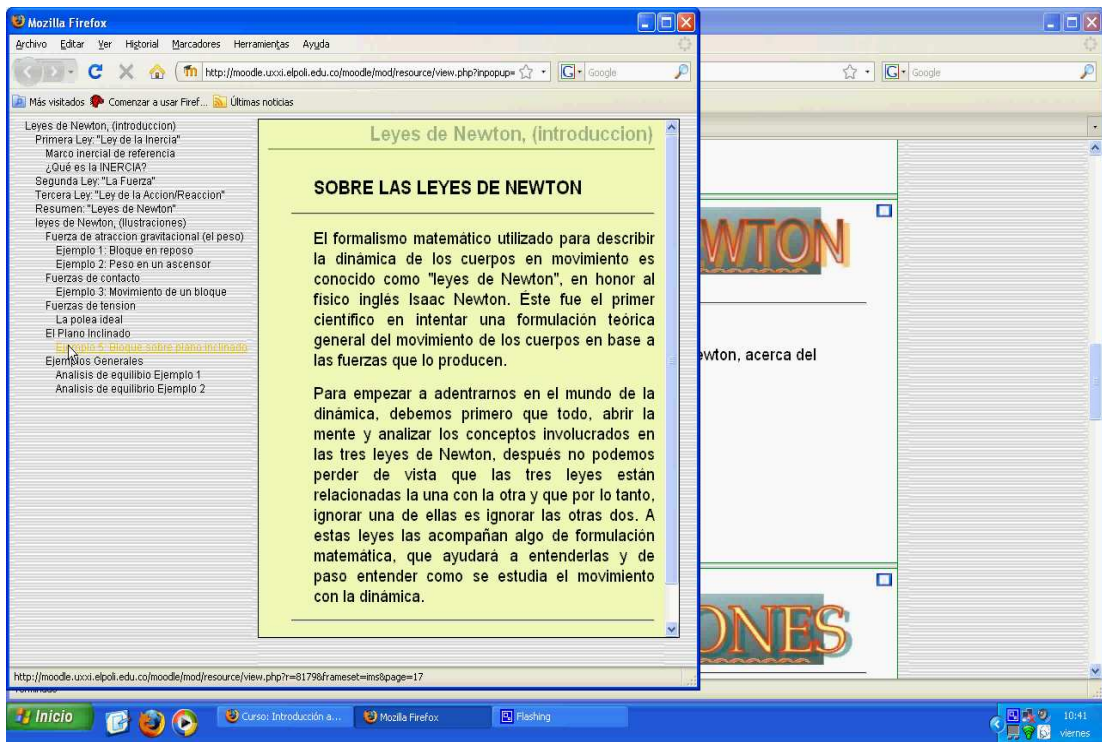 Mozilla Firefox
Archivo Editar Ver Historial Marcadores Herramientas Ayuda
http://moodle.uxxi.elpoli.edu.co/moodle/mod/resource/view.php?inpopup=
Google
Google
Más visitados Comenzar a usar Firef... Últimas noticias
Leyes de Newton, (introduccion)
Primera Ley: "Ley de la Inercia"
Marco inercial de referencia
¿Qué es la INERCIA?
Segunda Ley: "La Fuerza"
Tercera Ley: "Ley de la Accion/Reaccion"
Resumen: "Leyes de Newton"
leyes de Newton, (Ilustraciones)
Fuerza de atraccion gravitacional (el peso)
Ejemplo 1: Bloque en reposo
Ejemplo 2: Peso en un ascensor
Fuerzas de contacto
Ejemplo 3: Movimiento de un bloque
Fuerzas de tension
La polea ideal
El Plano Inclinado
Ejemplo 5: Bloque sobre plano inclinado
Ejemplos Generales
Analisis de equilibio Ejemplo 1
Analisis de equilibrio Ejemplo 2
Leyes de Newton, (introduccion)
SOBRE LAS LEYES DE NEWTON
El formalismo matemático utilizado para describir
la dinámica de los cuerpos en movimiento es
conocido como "leyes de Newton", en honor al
físico inglés Isaac Newton. Éste fue el primer
científico en intentar una formulación teórica
general del movimiento de los cuerpos en base a
las fuerzas que lo producen.
Para empezar a adentrarnos en el mundo de la
dinámica, debemos primero que todo, abrir la
mente y analizar los conceptos involucrados en
las tres leyes de Newton, después no podemos
perder de vista que las tres leyes están
relacionadas la una con la otra y que por lo tanto,
ignorar una de ellas es ignorar las otras dos. A
estas leyes las acompañan algo de formulación
matemática, que ayudará a entenderlas y de
paso entender como se estudia el movimiento
con la dinámica.
WTON
ewton, acerca del
ONES
http://moodle.uxxi.elpoli.edu.co/moodle/mod/resource/view.php?r=8179&frameset=ims&page=17
Inicio
Curso: Introducción a...
Mozilla Firefox
Flashing
10:41
viernes